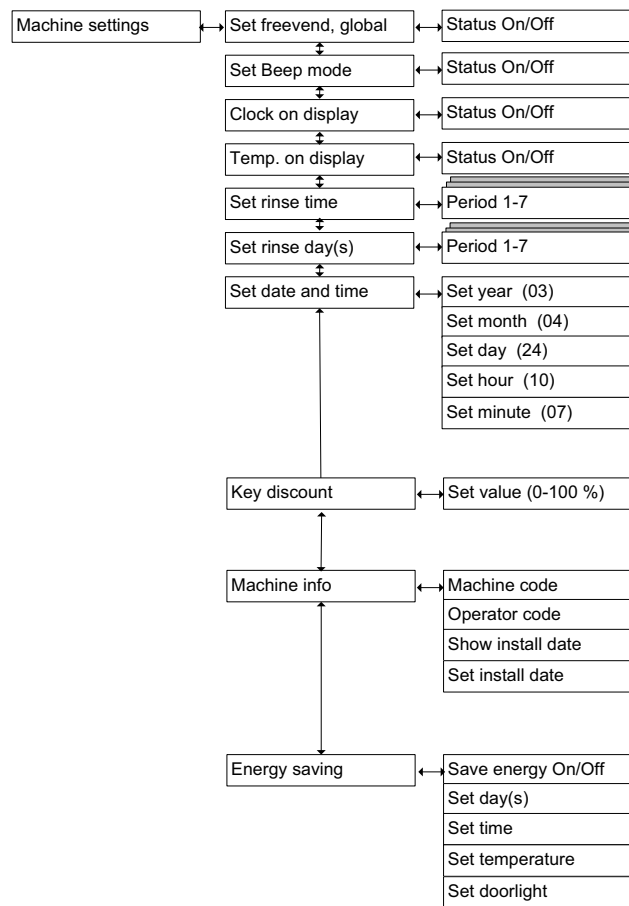 Machine settings
Set freevend, global
Status On/Off
Set Beep mode
Status On/Off
Clock on display
Status On/Off
Temp. on display
Status On/Off
Set rinse time
Period 1-7
Set rinse day(s)
Period 1-7
Set date and time
Set year  (03)
Set month  (04)
Set day  (24)
Set hour  (10)
Set minute  (07)
Key discount
Set value (0-100 %)
Machine info
Machine code
Operator code
Show install date
Set install date
Energy saving
Save energy On/Off
Set day(s)
Set time
Set temperature
Set doorlight